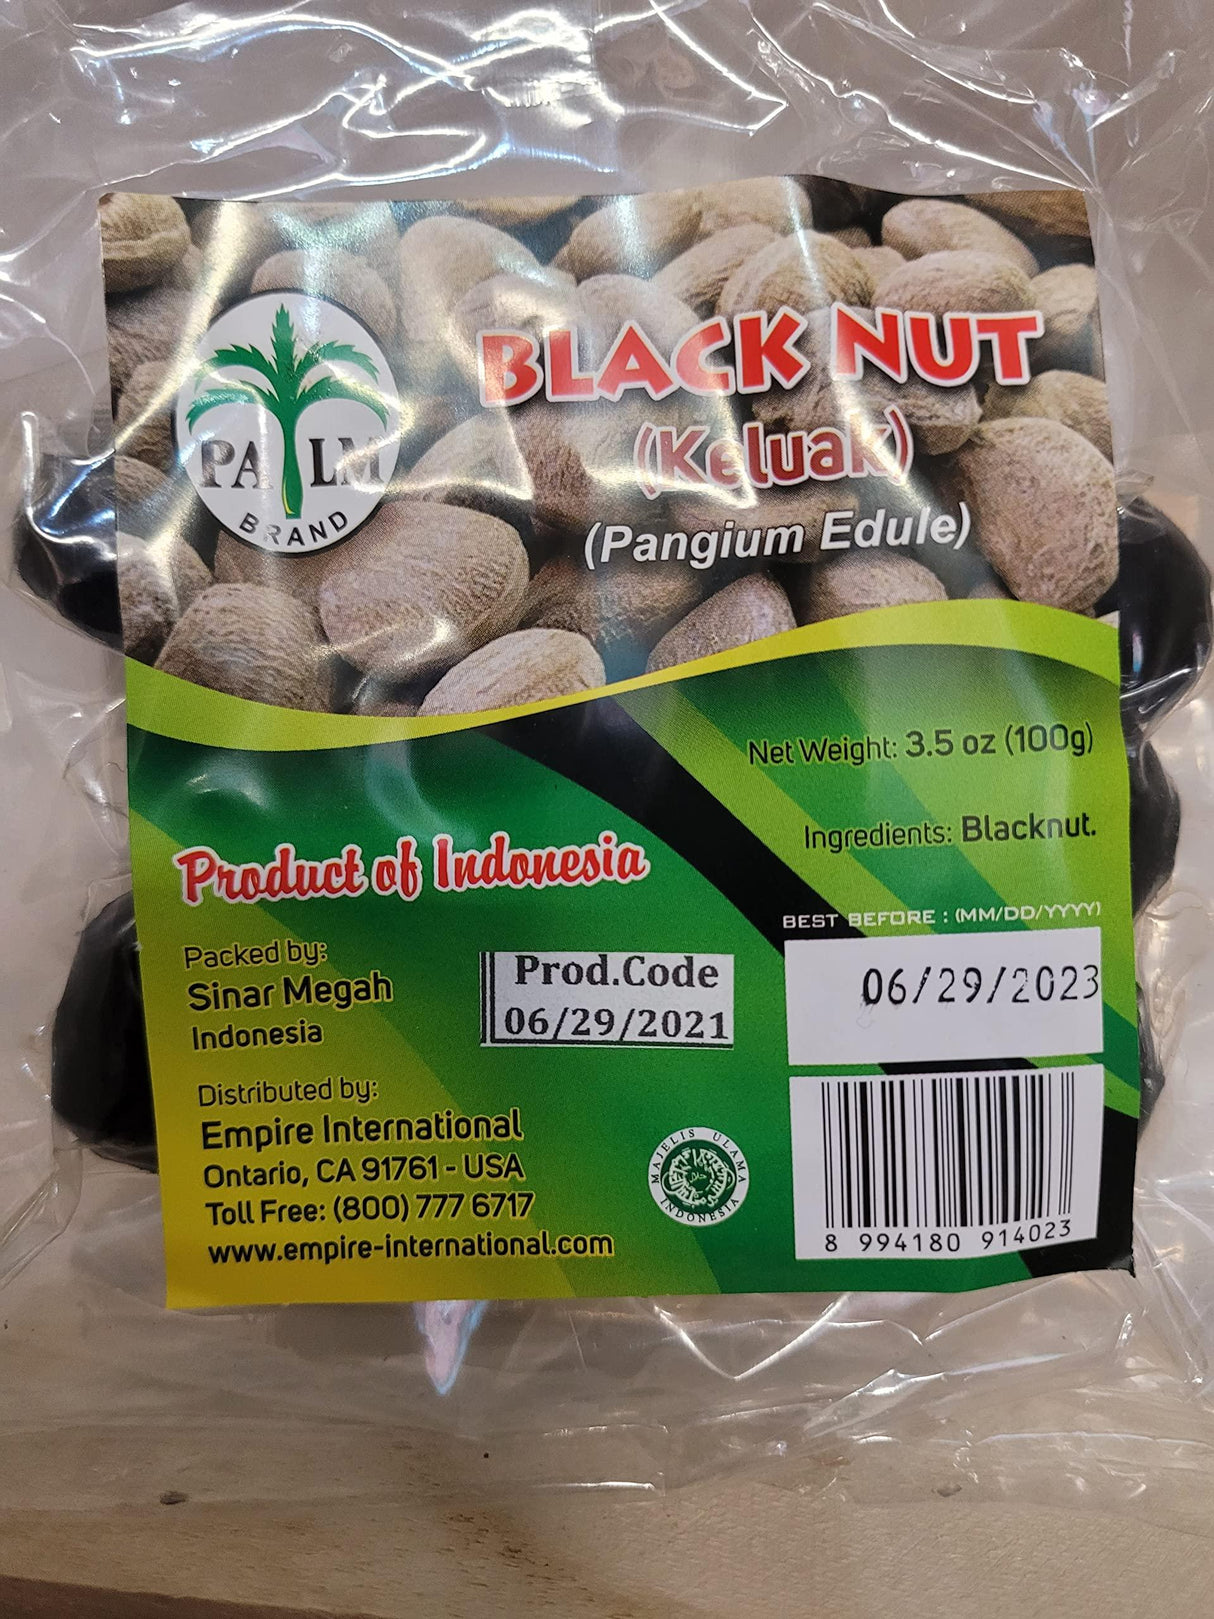 PALM
BRAND
BLACK NUT
(Keluak)
(Pangium Edule)
Net Weight: 3.5 oz (100g)
Ingredients: Blacknut.
Product of Indonesia
BEST BEFORE : (MM/DD/YYYY)
06/29/2023
Packed by:
Sinar Megah
Indonesia
Prod.Code
06/29/2021
Distributed by:
Empire International
Ontario, CA 91761 - USA
Toll Free: (800) 777 6717
www.empire-international.com
MAJELIS ULAMA
INDONESIA
حلال
8 994180 914023